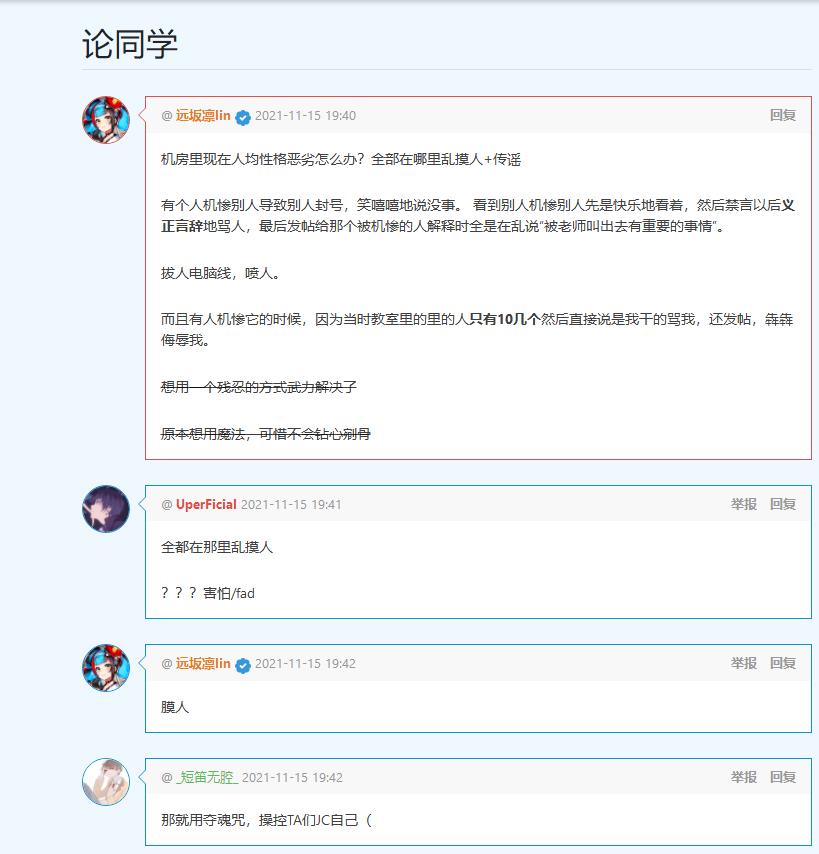 论同学
@ 远坂凛lin 2021-11-15 19:40 回复
机房里现在人均性格恶劣怎么办？全部在哪里乱摸人+传谣
有个人机惨别人导致别人封号，笑嘻嘻地说没事。 看到别人机惨别人先是快乐地看着，然后禁言以后义
正言辞地骂人，最后发帖给那个被机惨的人解释时全是在乱说“被老师叫出去有重要的事情”。
拔人电脑线，喷人。
而且有人机惨它的时候，因为当时教室里的里的人只有10几个然后直接说是我干的骂我，还发帖，犇犇
侮辱我。
想用一个残忍的方式武力解决了
原本想用魔法，可惜不会钻心剜骨
@ UperFicial 2021-11-15 19:41 举报 回复
全都在那里乱摸人
？？？害怕/fad
@ 远坂凛lin 2021-11-15 19:42 举报 回复
膜人
@ _短笛无腔_ 2021-11-15 19:42 举报 回复
那就用夺魂咒，操控TA们JC自己（